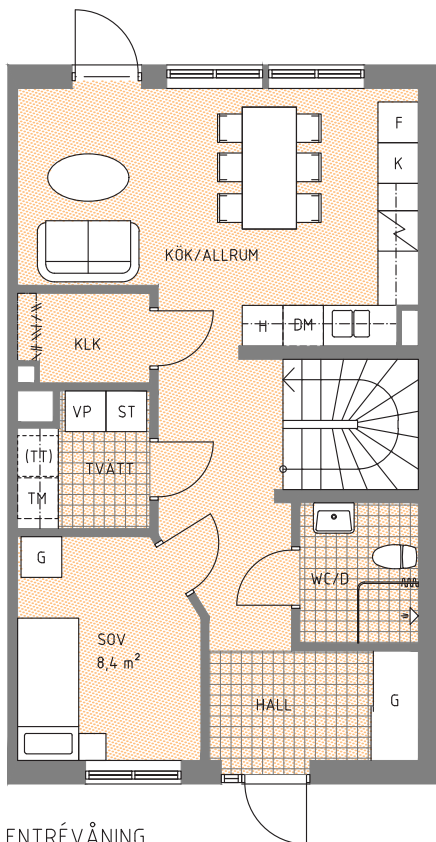 F
K
KÖK/ALLRUM
H
DM
KLK
VP
ST
(TT)
TVÄTT
TM
G
WC/D
SOV
8,4 m²
HALL
G
ENTRÉVÅNING